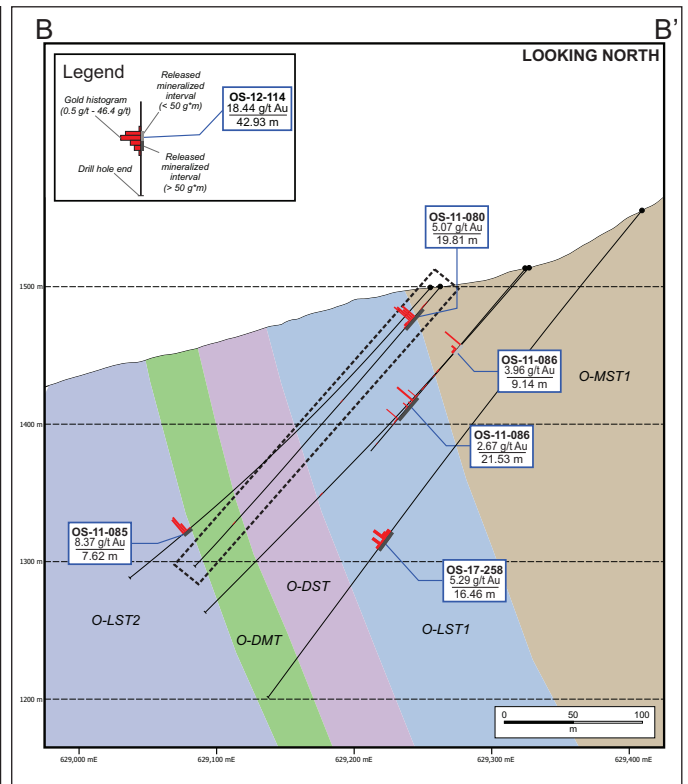 B
B'
LOOKING NORTH
Legend
Gold histogram
(0.5 g/t - 46.4 g/t)
Released
mineralized
interval
(< 50 g*m)
OS-12-114
18.44 g/t Au
42.93 m
Drill hole end
Released
mineralized
interval
(> 50 g*m)
OS-11-080
5.07 g/t Au
19.81 m
1500 m
OS-11-086
3.96 g/t Au
9.14 m
O-MST1
1400 m
OS-11-086
2.67 g/t Au
21.53 m
OS-11-085
8.37 g/t Au
7.62 m
1300 m
OS-17-258
5.29 g/t Au
16.46 m
O-LST2
O-DMT
O-DST
O-LST1
1200 m
0 50 100
m
629,000 mE 629,100 mE 629,200 mE 629,300 mE 629,400 mE